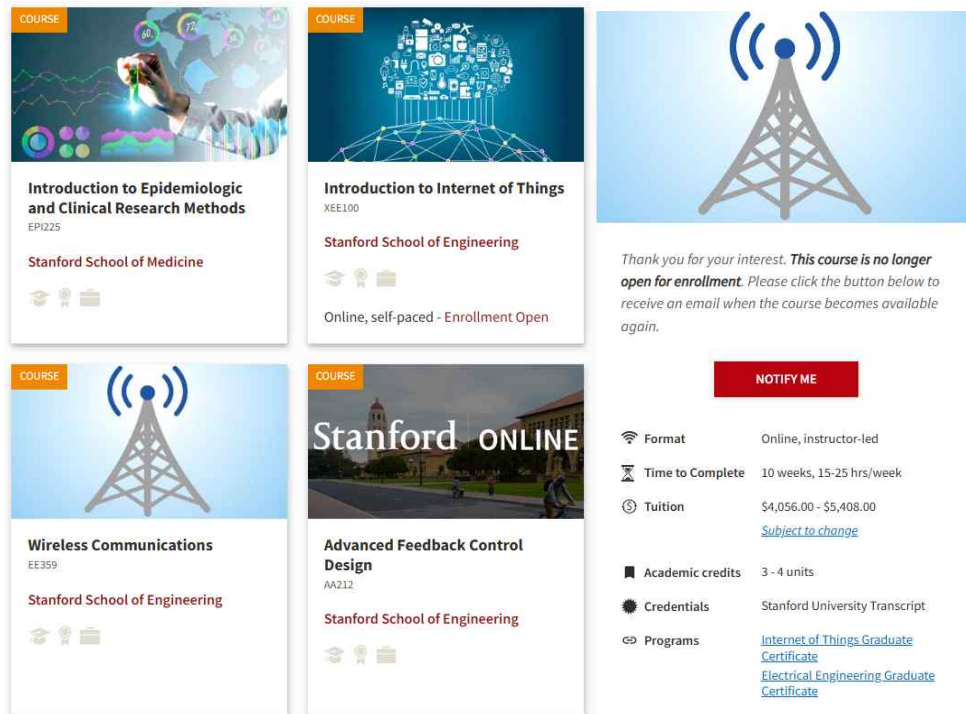 COURSE
60%
72%
Introduction to Epidemiologic
and Clinical Research Methods
EPI225
Stanford School of Medicine
COURSE
Introduction to Internet of Things
XEE100
Stanford School of Engineering
Online, self-paced - Enrollment Open
COURSE
Wireless Communications
EE359
Stanford School of Engineering
COURSE
Stanford ONLINE
Advanced Feedback Control
Design
AA212
Stanford School of Engineering
Thank you for your interest. This course is no longer
open for enrollment. Please click the button below to
receive an email when the course becomes available
again.
NOTIFY ME
Format Online, instructor-led
Time to Complete 10 weeks, 15-25 hrs/week
Tuition $4,056.00 - $5,408.00
Subject to change
Academic credits 3 - 4 units
Credentials Stanford University Transcript
Programs Internet of Things Graduate
Certificate
Electrical Engineering Graduate
Certificate